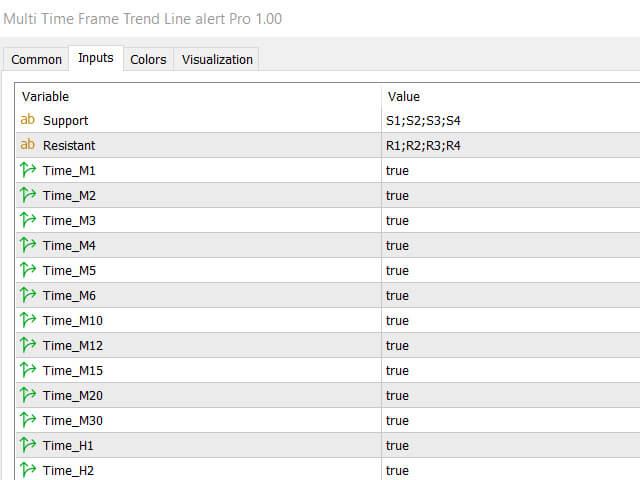 Multi Time Frame Trend Line alert Pro 1.00
Common Inputs Colors Visualization
Variable Value
ab Support S1;S2;S3;S4
ab Resistant R1;R2;R3;R4
Time_M1 true
Time_M2 true
Time_M3 true
Time_M4 true
Time_M5 true
Time_M6 true
Time_M10 true
Time_M12 true
Time_M15 true
Time_M20 true
Time_M30 true
Time_H1 true
Time_H2 true